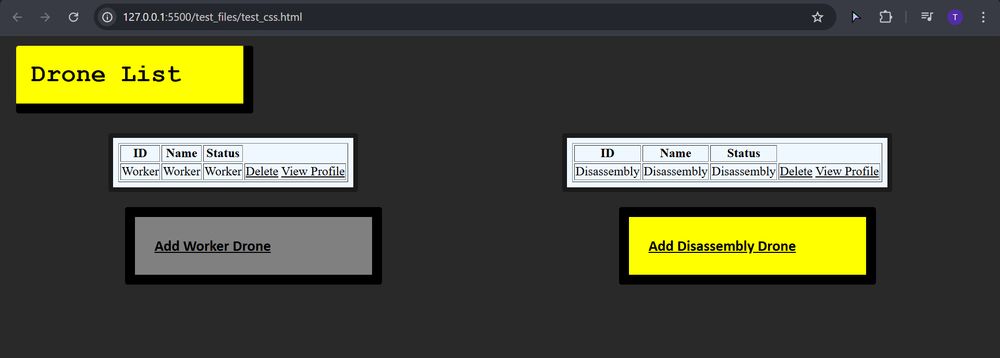 127.0.0.1:5500/test_files/test_css.html
T
Drone List
ID Name Status
Worker Worker Worker Delete View Profile
ID Name Status
Disassembly Disassembly Disassembly Delete View Profile
Add Worker Drone
Add Disassembly Drone